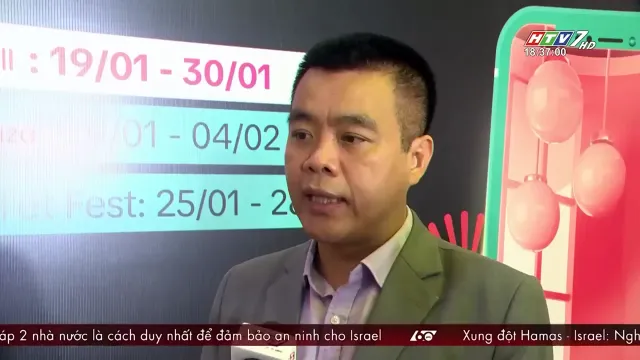 HTV7 HD
18:37:00
: 19/01 - 30/01
/01 - 04/02
Fest: 25/01 - 2
áp 2 nhà nước là cách duy nhất để đảm bảo an ninh cho Israel
60 Xung đột Hamas - Israel: Ngh